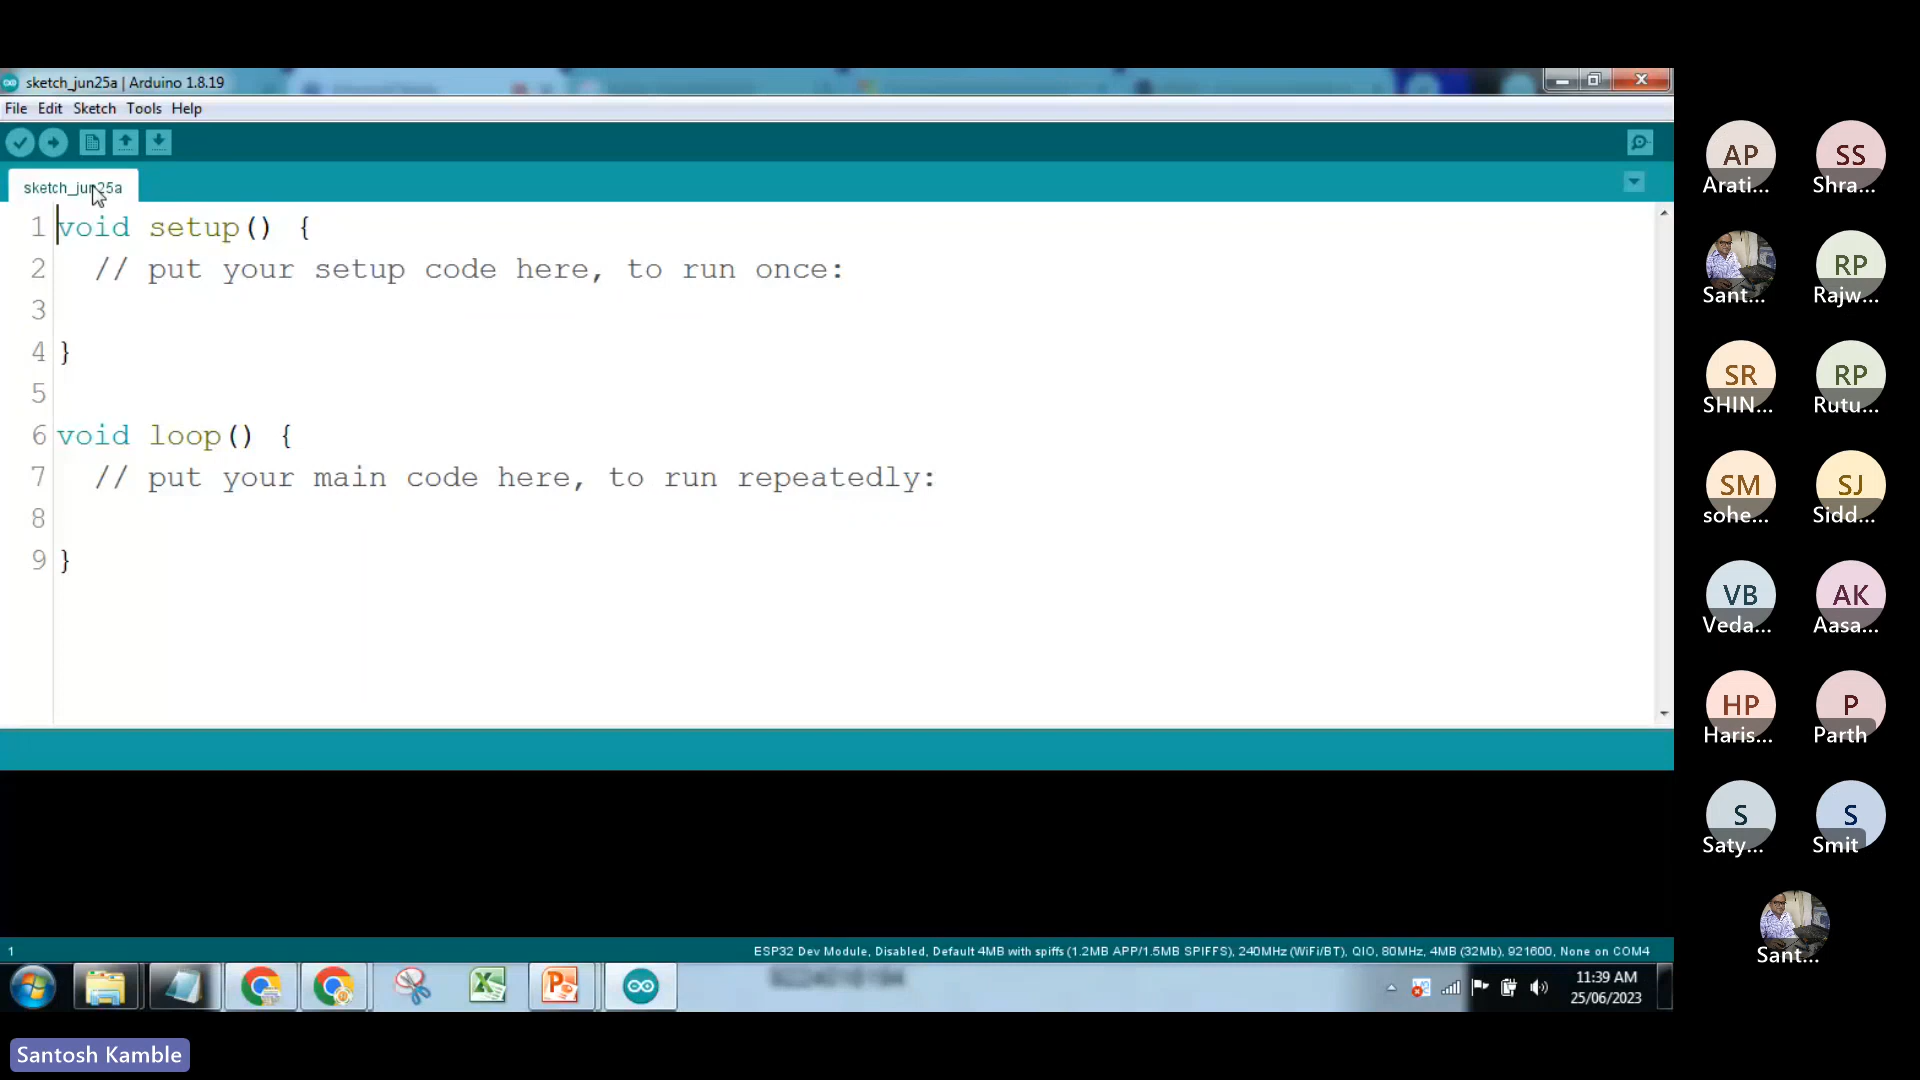 sketch_jun25a | Arduino 1.8.19
File Edit Sketch Tools Help
sketch_jun25a
1 void setup() {
2 // put your setup code here, to run once:
3
4 }
5
6 void loop() {
7 // put your main code here, to run repeatedly:
8
9 }
1 ESP32 Dev Module, Disabled, Default 4MB with spiffs (1.2MB APP/1.5MB SPIFFS), 240MHz (WiFi/BT), QIO, 80MHz, 4MB (32Mb), 921600, None on COM4
11:39 AM
25/06/2023
Santosh Kamble
AP SS
Arati... Shra...
RP
Sant... Rajw...
SR RP
SHIN... Rutu...
SM SJ
sohe... Sidd...
VB AK
Veda... Aasa...
HP P
Haris... Parth
S S
Saty... Smit
Sant...